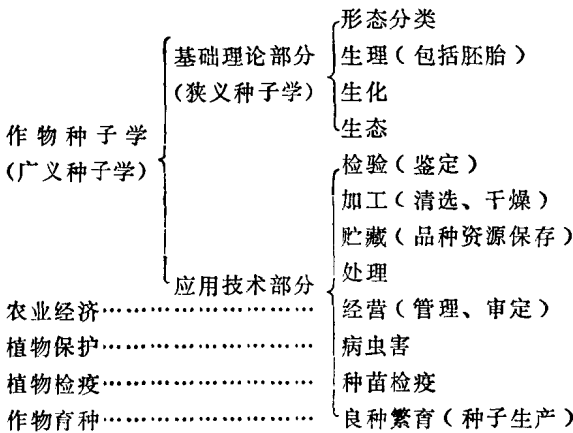 形态分类
基础理论部分 生理（包括胚胎）
(狭义种子学) 生化
生态
作物种子学
(广义种子学) 检验（鉴定）
加工（清选、干燥）
贮藏（品种资源保存）
应用技术部分 处理
农业经济…………………… 经营（管理、审定）
植物保护…………………… 病虫害
植物检疫…………………… 种苗检疫
作物育种…………………… 良种繁育（种子生产）